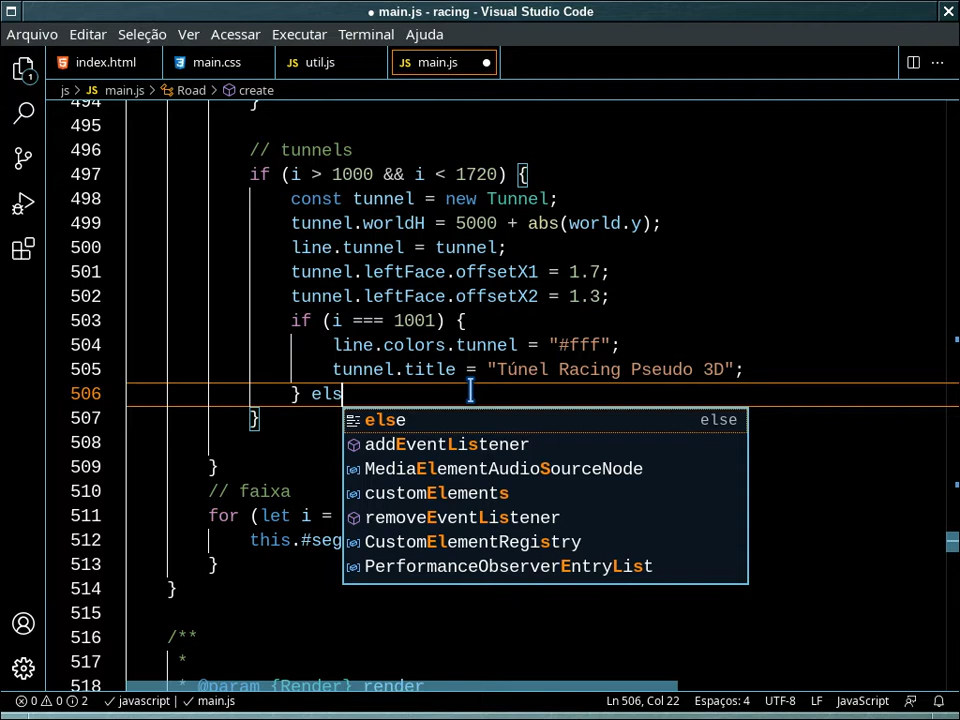 ● main.js - racing - Visual Studio Code
Arquivo Editar Seleção Ver Acessar Executar Terminal Ajuda
index.html main.css JS util.js JS main.js ●
js > JS main.js > Road > create
494 }
495
496 // tunnels
497 if (i > 1000 && i < 1720) {
498 const tunnel = new Tunnel;
499 tunnel.worldH = 5000 + abs(world.y);
500 line.tunnel = tunnel;
501 tunnel.leftFace.offsetX1 = 1.7;
502 tunnel.leftFace.offsetX2 = 1.3;
503 if (i === 1001) {
504 line.colors.tunnel = "#fff";
505 tunnel.title = "Túnel Racing Pseudo 3D";
506 } els
507 }
else else
508
addEventListener
509 }
MediaElementAudioSourceNode
510 // faixa
customElements
511 for (let i =
removeEventListener
512 this.#seg
CustomElementRegistry
513 }
PerformanceObserverEntryList
514 }
515
516 /**
517 *
518 * @param {Render} render
1
0 0 2 javascript main.js Ln 506, Col 22 Espaços: 4 UTF-8 LF JavaScript